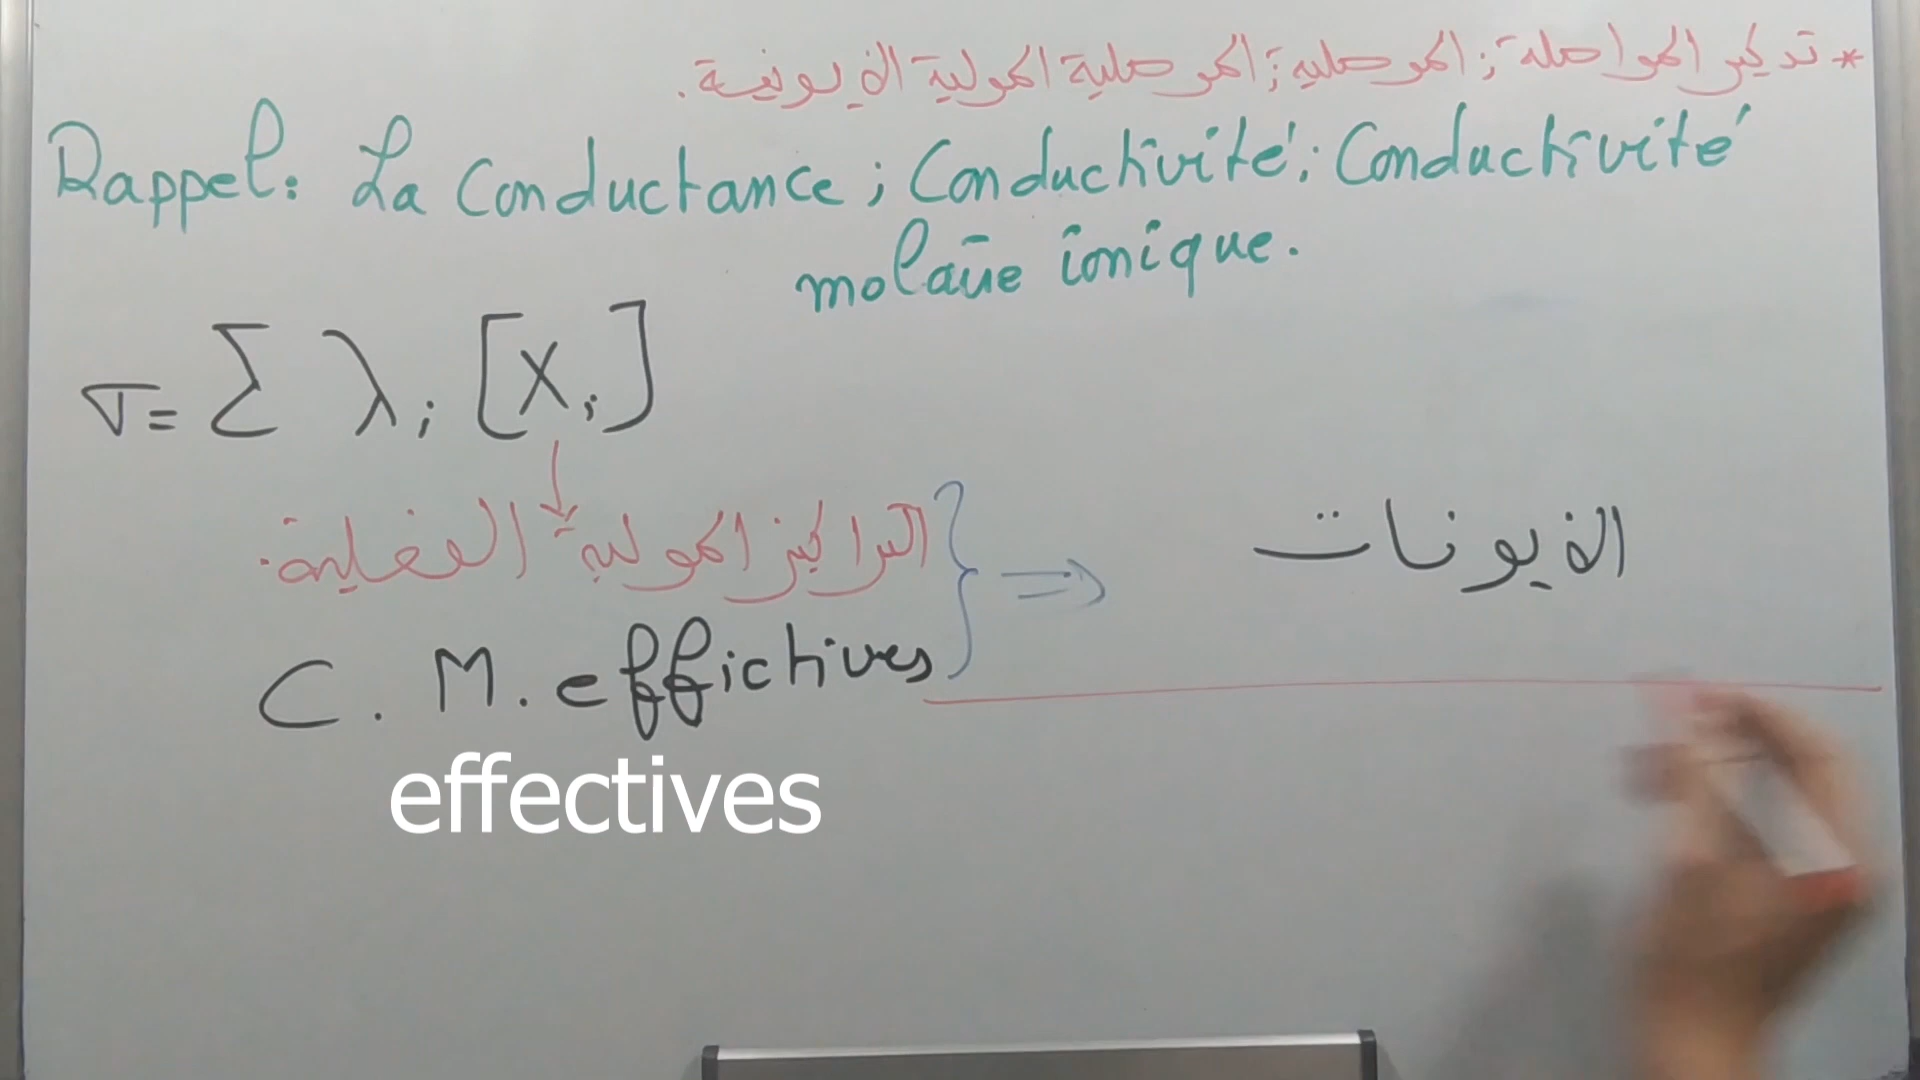 * تذكير المواصلة؛ الموصلية؛ الموصلية المولية الأيونية.
Rappel: La Conductance; Conductivité; Conductivité
molaire ionique.
σ = Σ λi [Xi]
التراكيز المولية الفعلية.
الأيونات
C. M. effichives
effectives